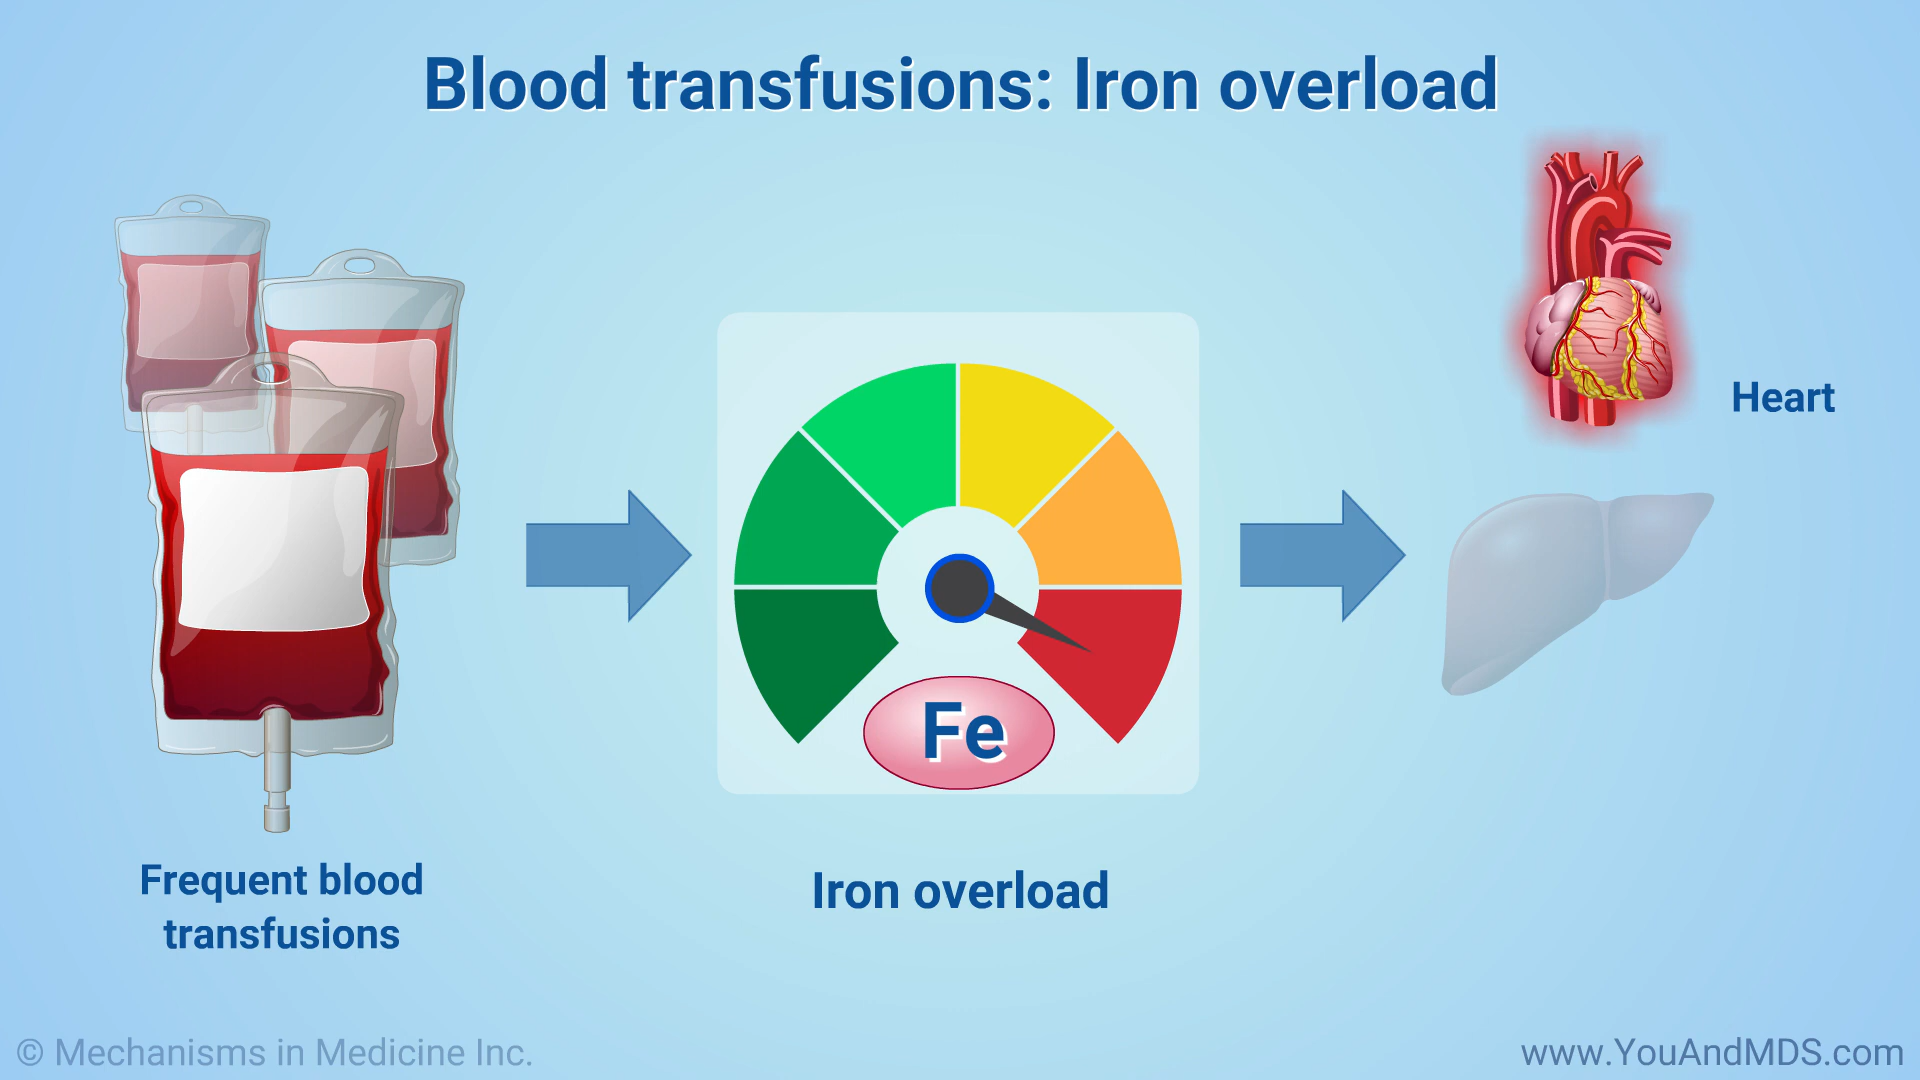 Blood transfusions: Iron overload
Heart
Fe
Frequent blood
transfusions
Iron overload
© Mechanisms in Medicine Inc.
www.YouAndMDS.com